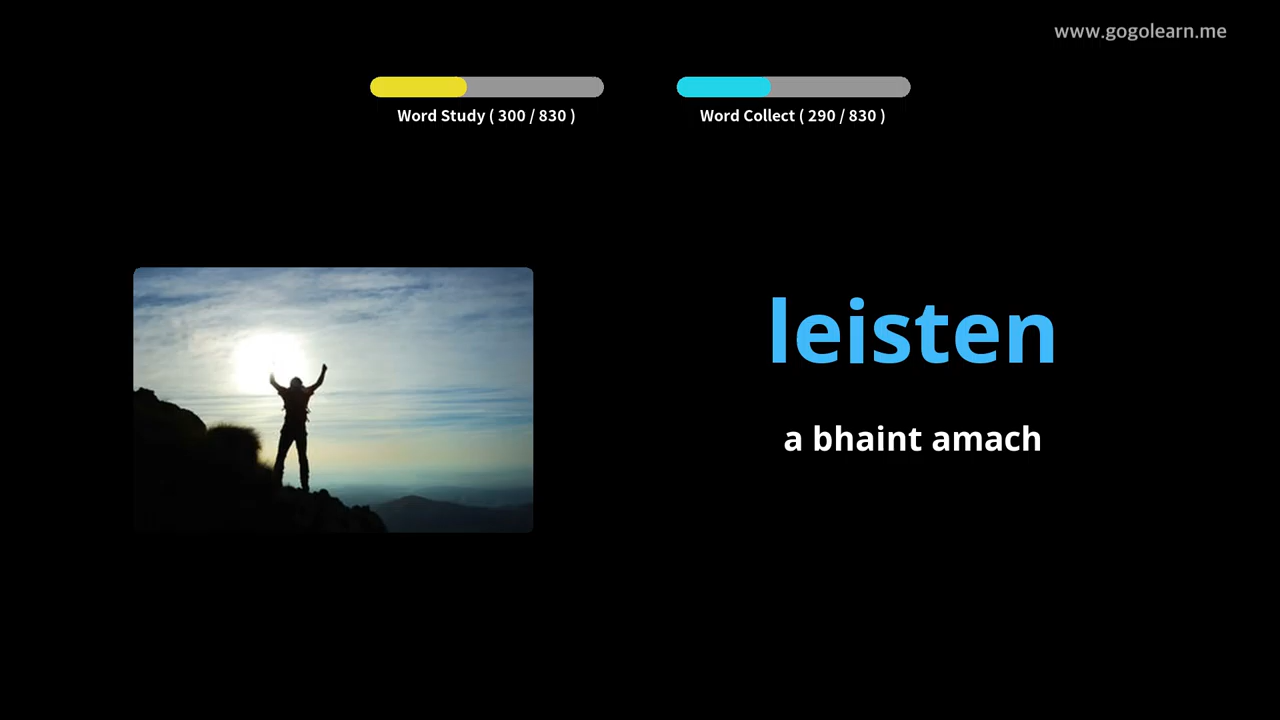 www.gogolearn.me
Word Study ( 300 / 830 )
Word Collect ( 290 / 830 )
leisten
a bhaint amach